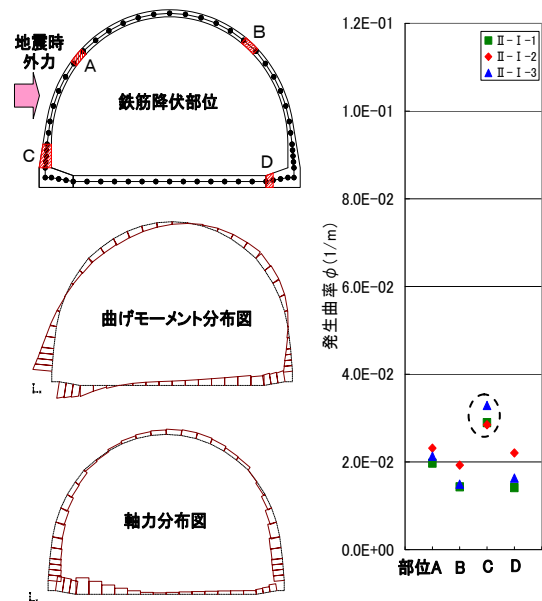 地震時
外力
A
B
C
D
鉄筋降伏部位
曲げモーメント分布図
軸力分布図
発生曲率φ(1/m)
1.2E-01
1.0E-01
8.0E-02
6.0E-02
4.0E-02
2.0E-02
0.0E+00
Ⅱ-Ⅰ-1
Ⅱ-Ⅰ-2
Ⅱ-Ⅰ-3
部位A B C D